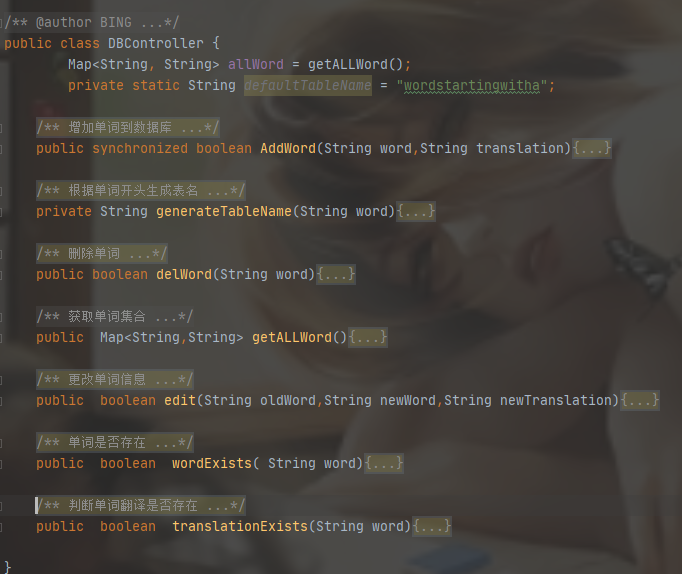 /** @author BING ...*/
public class DBController {
Map<String, String> allWord = getALLWord();
private static String defaultTableName = "wordstartingwitha";
/** 增加单词到数据库 ...*/
public synchronized boolean AddWord(String word,String translation){...}
/** 根据单词开头生成表名 ...*/
private String generateTableName(String word){...}
/** 删除单词 ...*/
public boolean delWord(String word){...}
/** 获取单词集合 ...*/
public  Map<String,String> getALLWord(){...}
/** 更改单词信息 ...*/
public  boolean edit(String oldWord,String newWord,String newTranslation){...}
/** 单词是否存在 ...*/
public  boolean  wordExists( String word){...}
/** 判断单词翻译是否存在 ...*/
public  boolean  translationExists(String word){...}
}